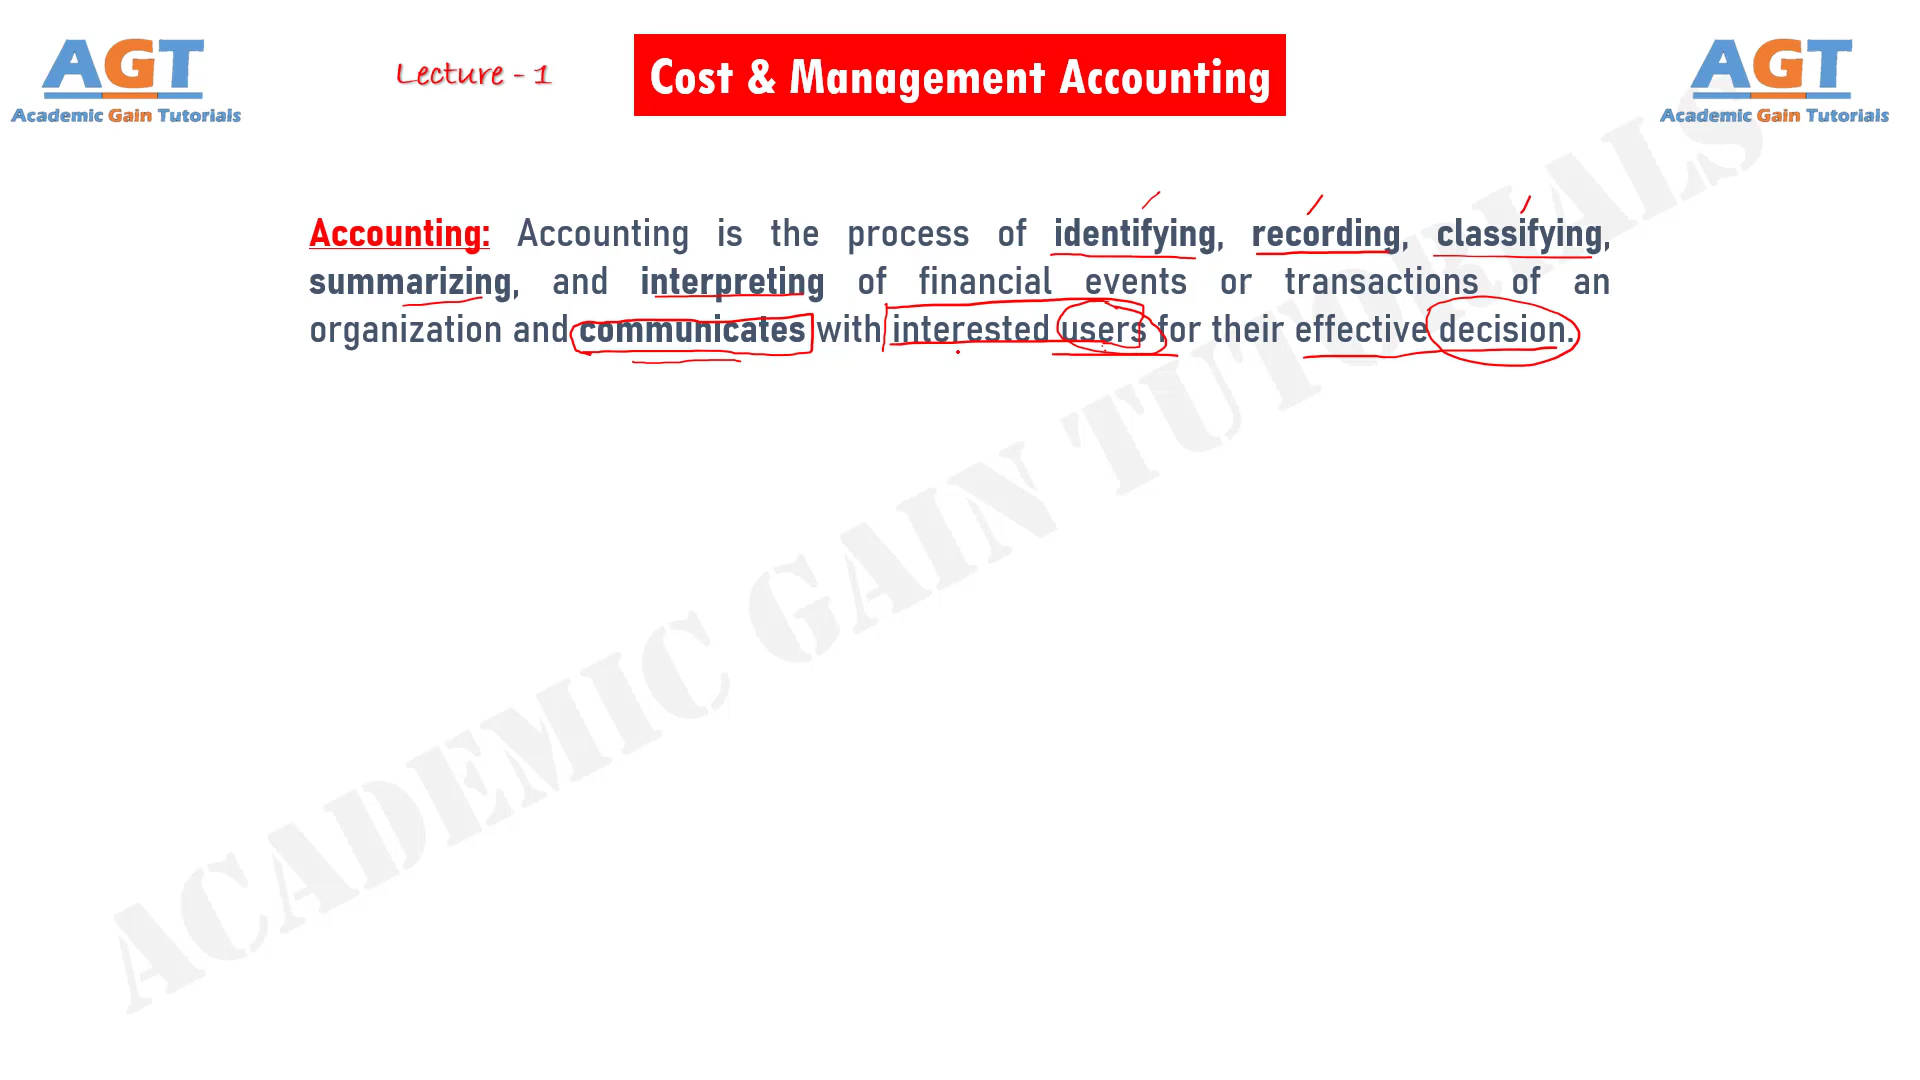 AGT
Academic Gain Tutorials
Lecture - 1
Cost & Management Accounting
AGT
Academic Gain Tutorials
Accounting: Accounting is the process of identifying, recording, classifying,
summarizing, and interpreting of financial events or transactions of an
organization and communicates with interested users for their effective decision.
ACADEMIC GAIN TUTORIALS